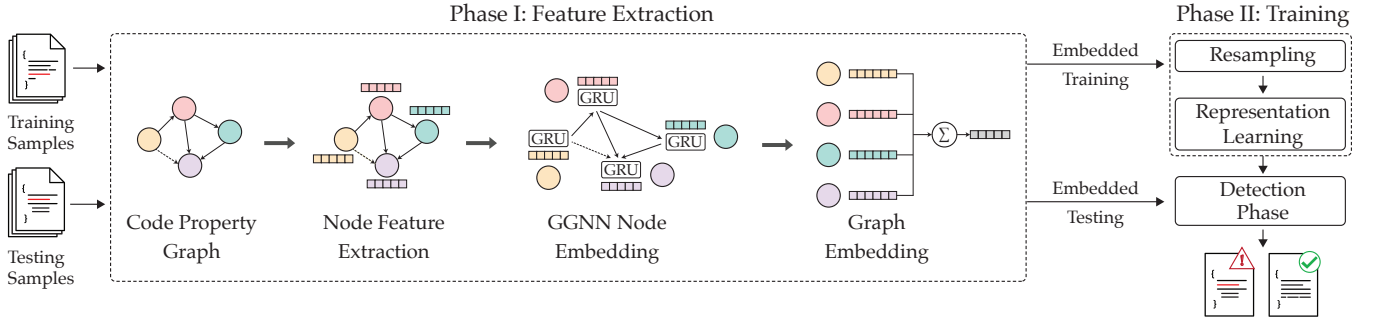 Phase I: Feature Extraction
Phase II: Training
{
}
Training
Samples
{
}
Testing
Samples
Code Property
Graph
Node Feature
Extraction
GRU
GRU
GRU
GRU
GGNN Node
Embedding
Σ
Graph
Embedding
Embedded
Training
Embedded
Testing
Resampling
Representation
Learning
Detection
Phase
{
}
!
{
}